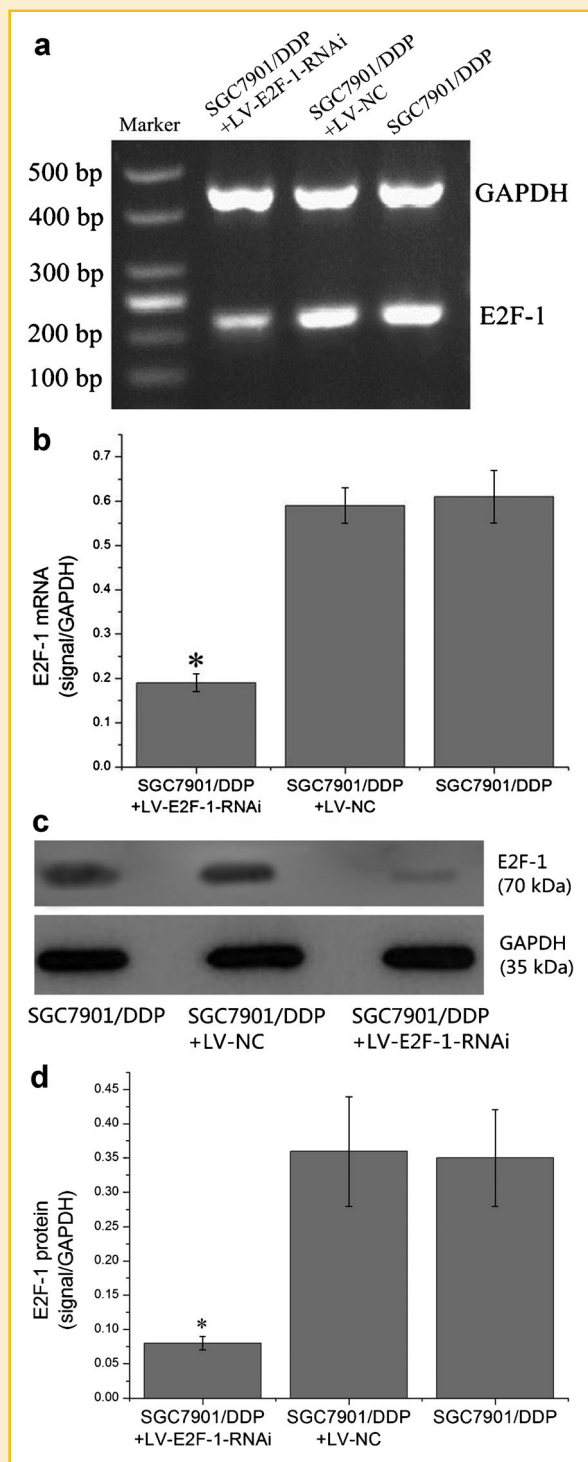 a
SGC7901/DDP
+LV-E2F-1-RNAi
SGC7901/DDP
+LV-NC
SGC7901/DDP
Marker
500 bp
400 bp
300 bp
200 bp
100 bp
GAPDH
E2F-1
b
0.7
0.6
0.5
0.4
0.3
0.2
0.1
0.0
E2F-1 mRNA
(signal/GAPDH)
*
SGC7901/DDP
+LV-E2F-1-RNAi
SGC7901/DDP
+LV-NC
SGC7901/DDP
c
E2F-1
(70 kDa)
GAPDH
(35 kDa)
SGC7901/DDP
SGC7901/DDP
+LV-NC
SGC7901/DDP
+LV-E2F-1-RNAi
d
0.45
0.40
0.35
0.30
0.25
0.20
0.15
0.10
0.05
0.00
E2F-1 protein
(signal/GAPDH)
*
SGC7901/DDP
+LV-E2F-1-RNAi
SGC7901/DDP
+LV-NC
SGC7901/DDP